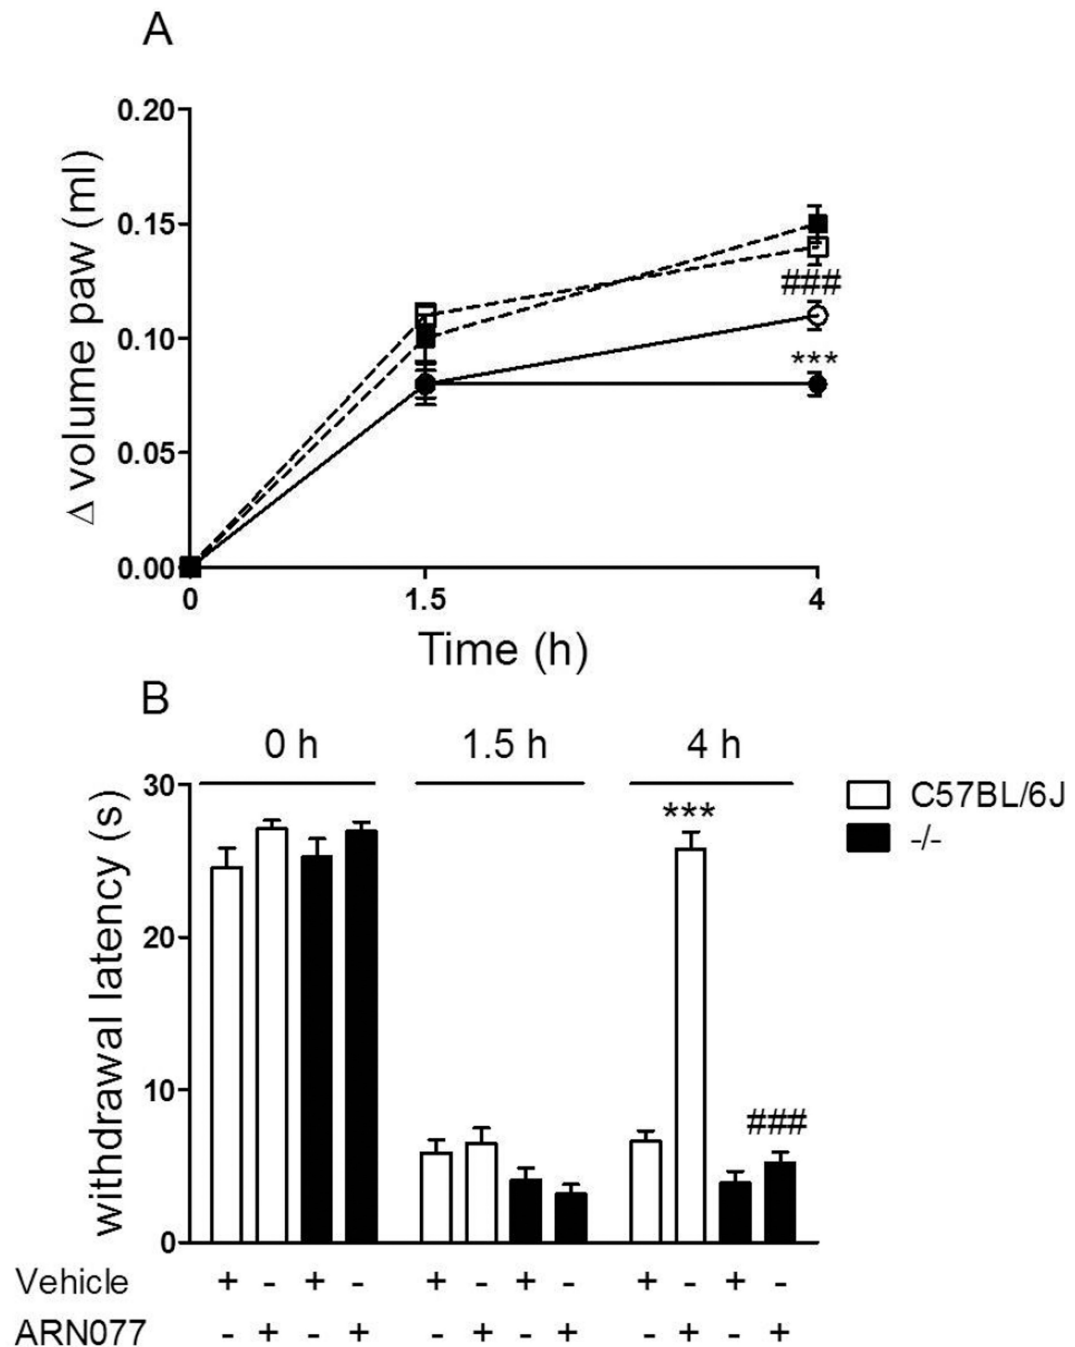 A
0.20
0.15
0.10
0.05
0.00
Δ volume paw (ml)
###
***
0 1.5 4
Time (h)
B
0 h 1.5 h 4 h
30
20
10
0
withdrawal latency (s)
***
###
C57BL/6J
-/-
Vehicle + - + - + - + - + - + -
ARN077 - + - + - + - + - + - +